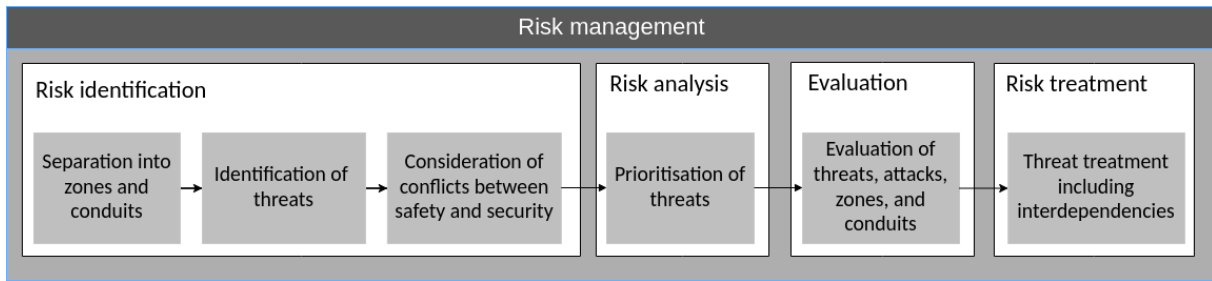 Risk management
Risk identification
Separation into
zones and
conduits
Identification of
threats
Consideration of
conflicts between
safety and security
Risk analysis
Prioritisation of
threats
Evaluation
Evaluation of
threats, attacks,
zones, and
conduits
Risk treatment
Threat treatment
including
interdependencies